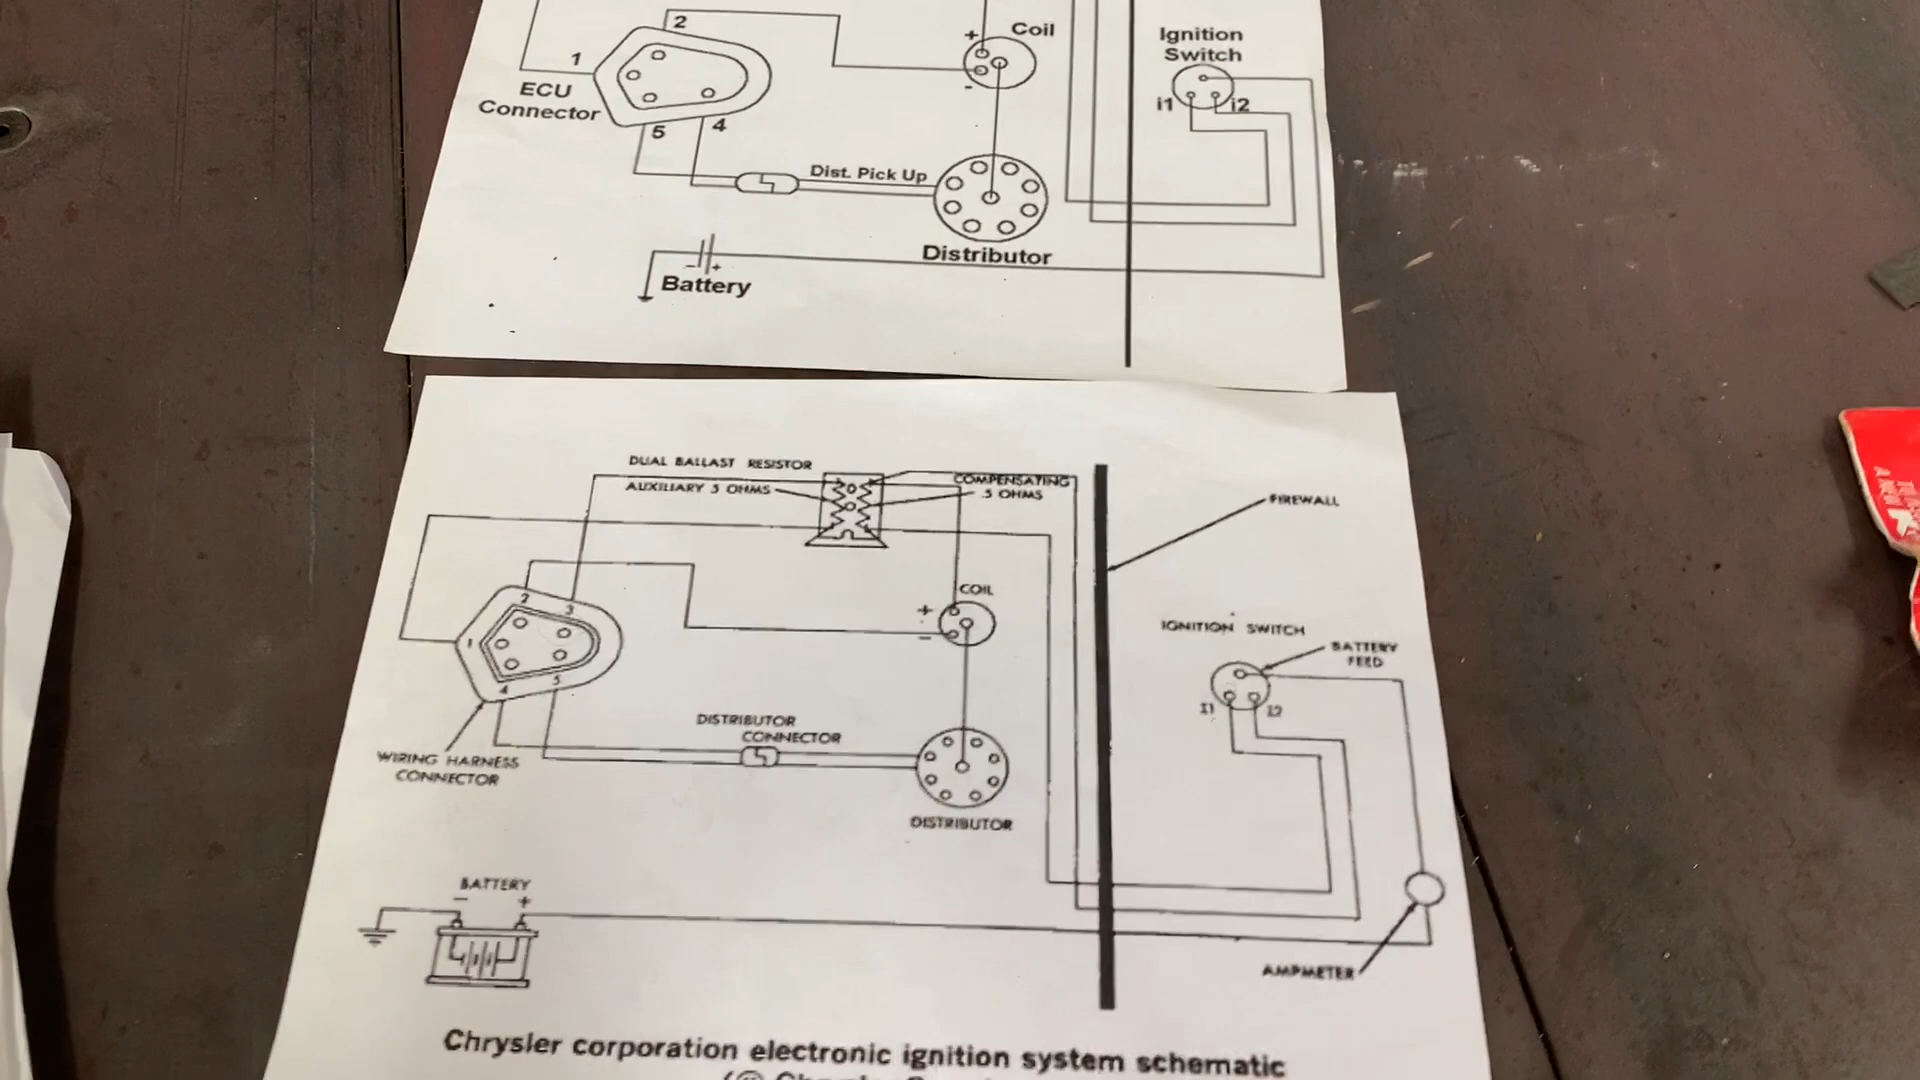 2
Coil
+
Ignition
Switch
1
ECU
Connector
-
i1
i2
5
4
Dist. Pick Up
Distributor
- +
Battery
DUAL BALLAST RESISTOR
AUXILIARY 5 OHMS
COMPENSATING
.5 OHMS
FIREWALL
2
3
COIL
+
-
1
IGNITION SWITCH
BATTERY
FEED
4
5
I1
I2
DISTRIBUTOR
CONNECTOR
WIRING HARNESS
CONNECTOR
DISTRIBUTOR
BATTERY
- +
AMPMETER
Chrysler corporation electronic ignition system schematic